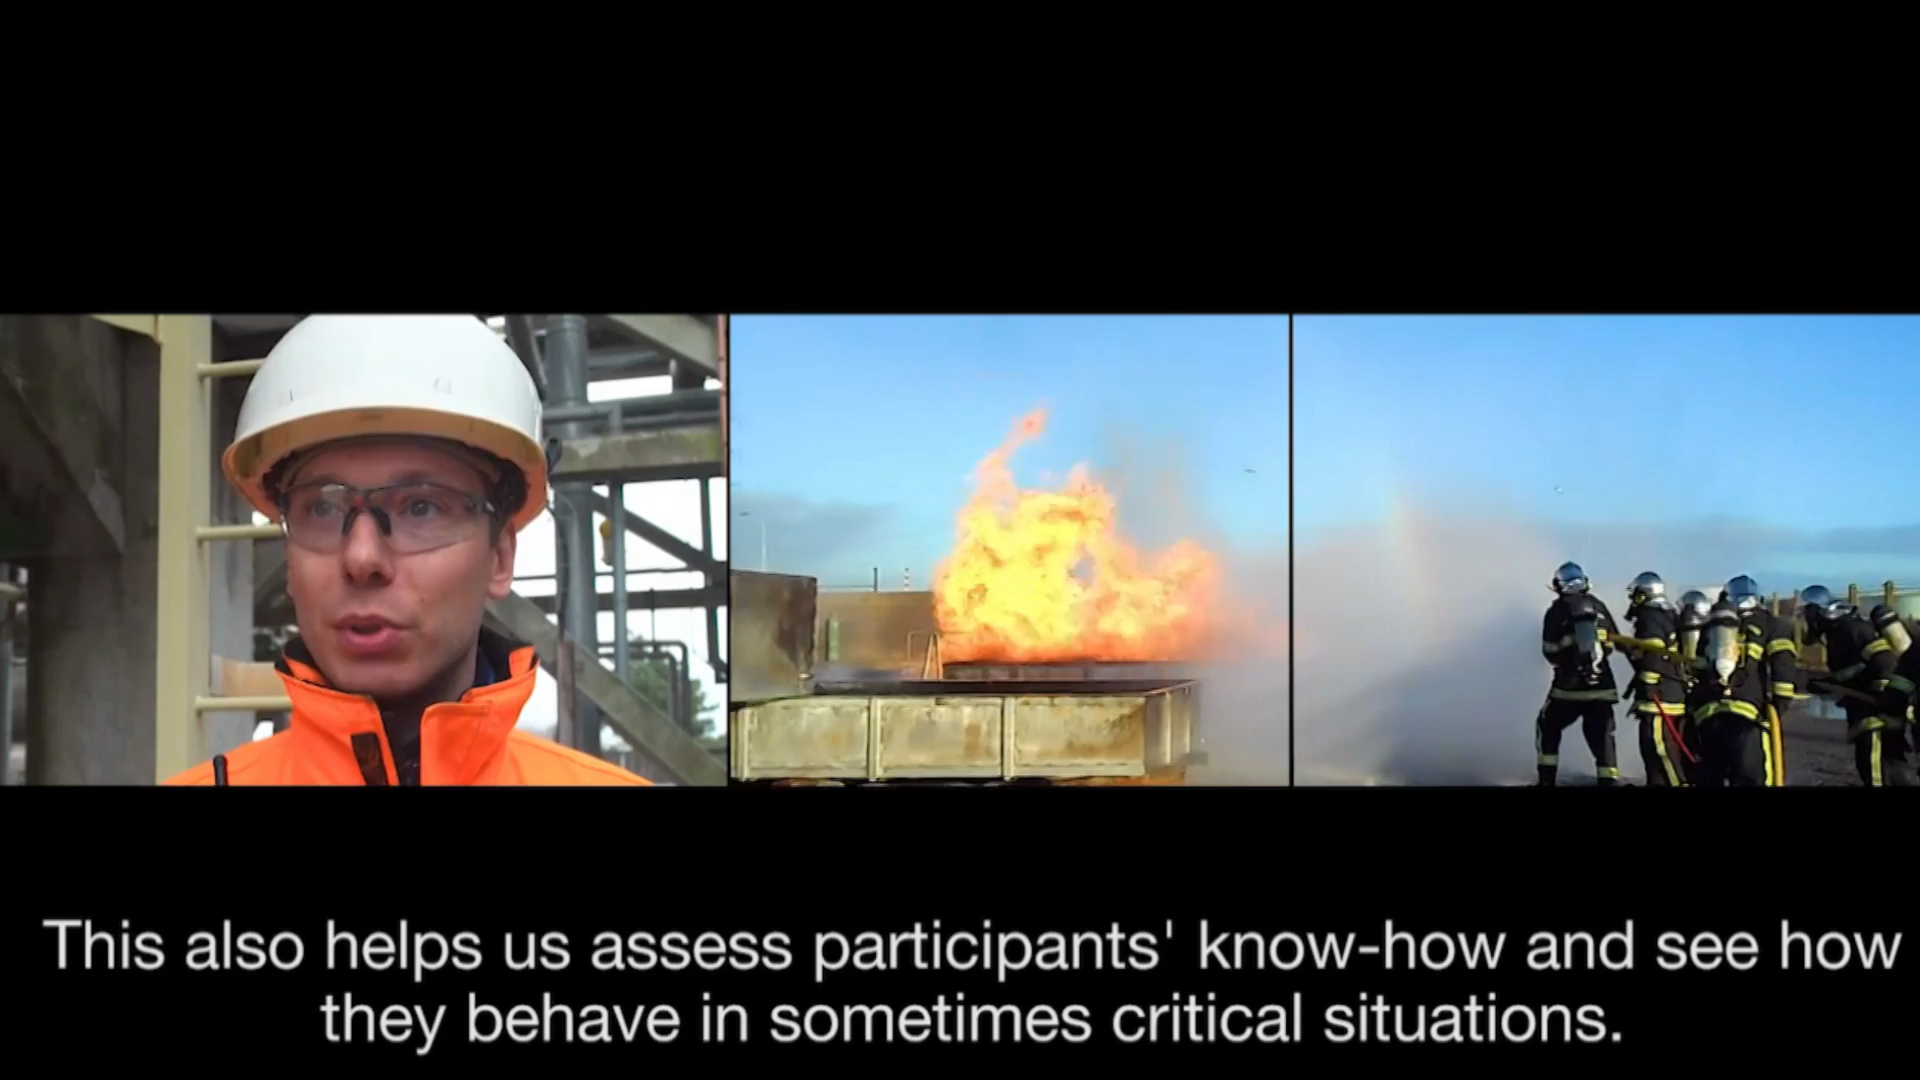 This also helps us assess participants' know-how and see how
they behave in sometimes critical situations.